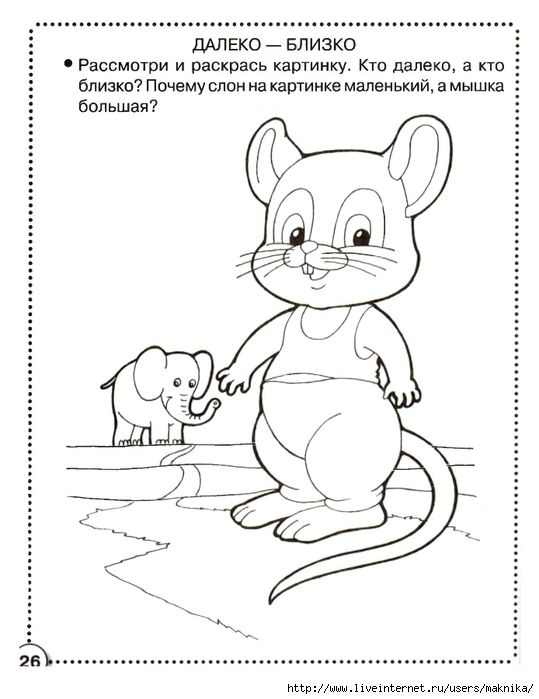 ДАЛЕКО — БЛИЗКО
• Рассмотри и раскрась картинку. Кто далеко, а кто
близко? Почему слон на картинке маленький, а мышка
большая?
26
http://www.liveinternet.ru/users/maknika/